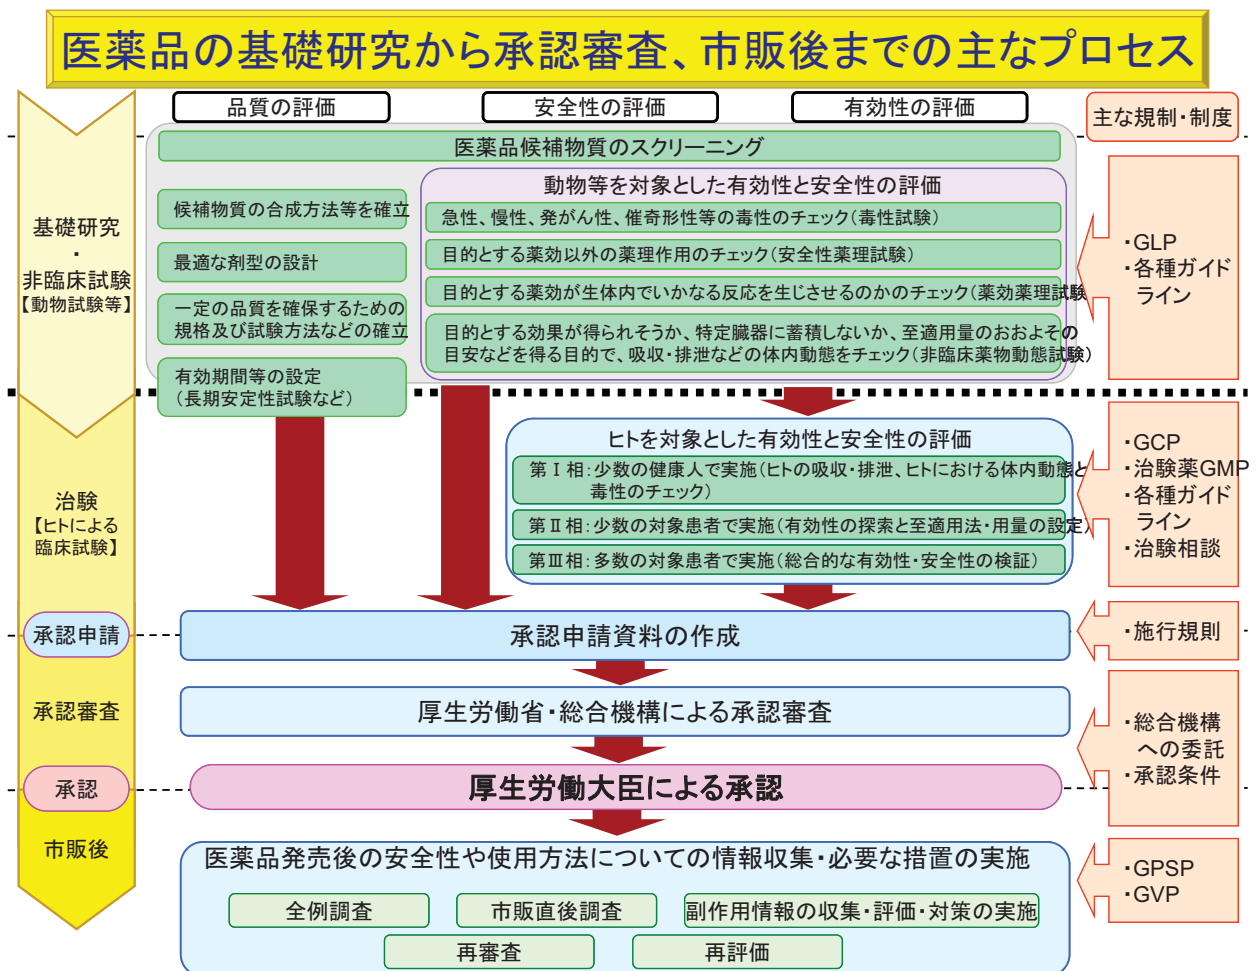 医薬品の基礎研究から承認審査、市販後までの主なプロセス
品質の評価
安全性の評価
有効性の評価
主な規制・制度
医薬品候補物質のスクリーニング
基礎研究
・
非臨床試験
【動物試験等】
候補物質の合成方法等を確立
最適な剤型の設計
一定の品質を確保するための
規格及び試験方法などの確立
有効期間等の設定
(長期安定性試験など)
動物等を対象とした有効性と安全性の評価
急性、慢性、発がん性、催奇形性等の毒性のチェック(毒性試験)
目的とする薬効以外の薬理作用のチェック(安全性薬理試験)
目的とする薬効が生体内でいかなる反応を生じさせるのかのチェック(薬効薬理試験
目的とする効果が得られそうか、特定臓器に蓄積しないか、至適用量のおおよその
目安などを得る目的で、吸収・排泄などの体内動態をチェック(非臨床薬物動態試験)
・GLP
・各種ガイド
ライン
治験
【ヒトによる
臨床試験】
ヒトを対象とした有効性と安全性の評価
第Ⅰ相:少数の健康人で実施(ヒトの吸収・排泄、ヒトにおける体内動態と
毒性のチェック)
第Ⅱ相:少数の対象患者で実施(有効性の探索と至適用法・用量の設定)
第Ⅲ相:多数の対象患者で実施(総合的な有効性・安全性の検証)
・GCP
・治験薬GMP
・各種ガイド
ライン
・治験相談
承認申請
承認申請資料の作成
・施行規則
承認審査
厚生労働省・総合機構による承認審査
・総合機構
への委託
・承認条件
承認
厚生労働大臣による承認
市販後
医薬品発売後の安全性や使用方法についての情報収集・必要な措置の実施
全例調査
市販直後調査
副作用情報の収集・評価・対策の実施
再審査
再評価
・GPSP
・GVP